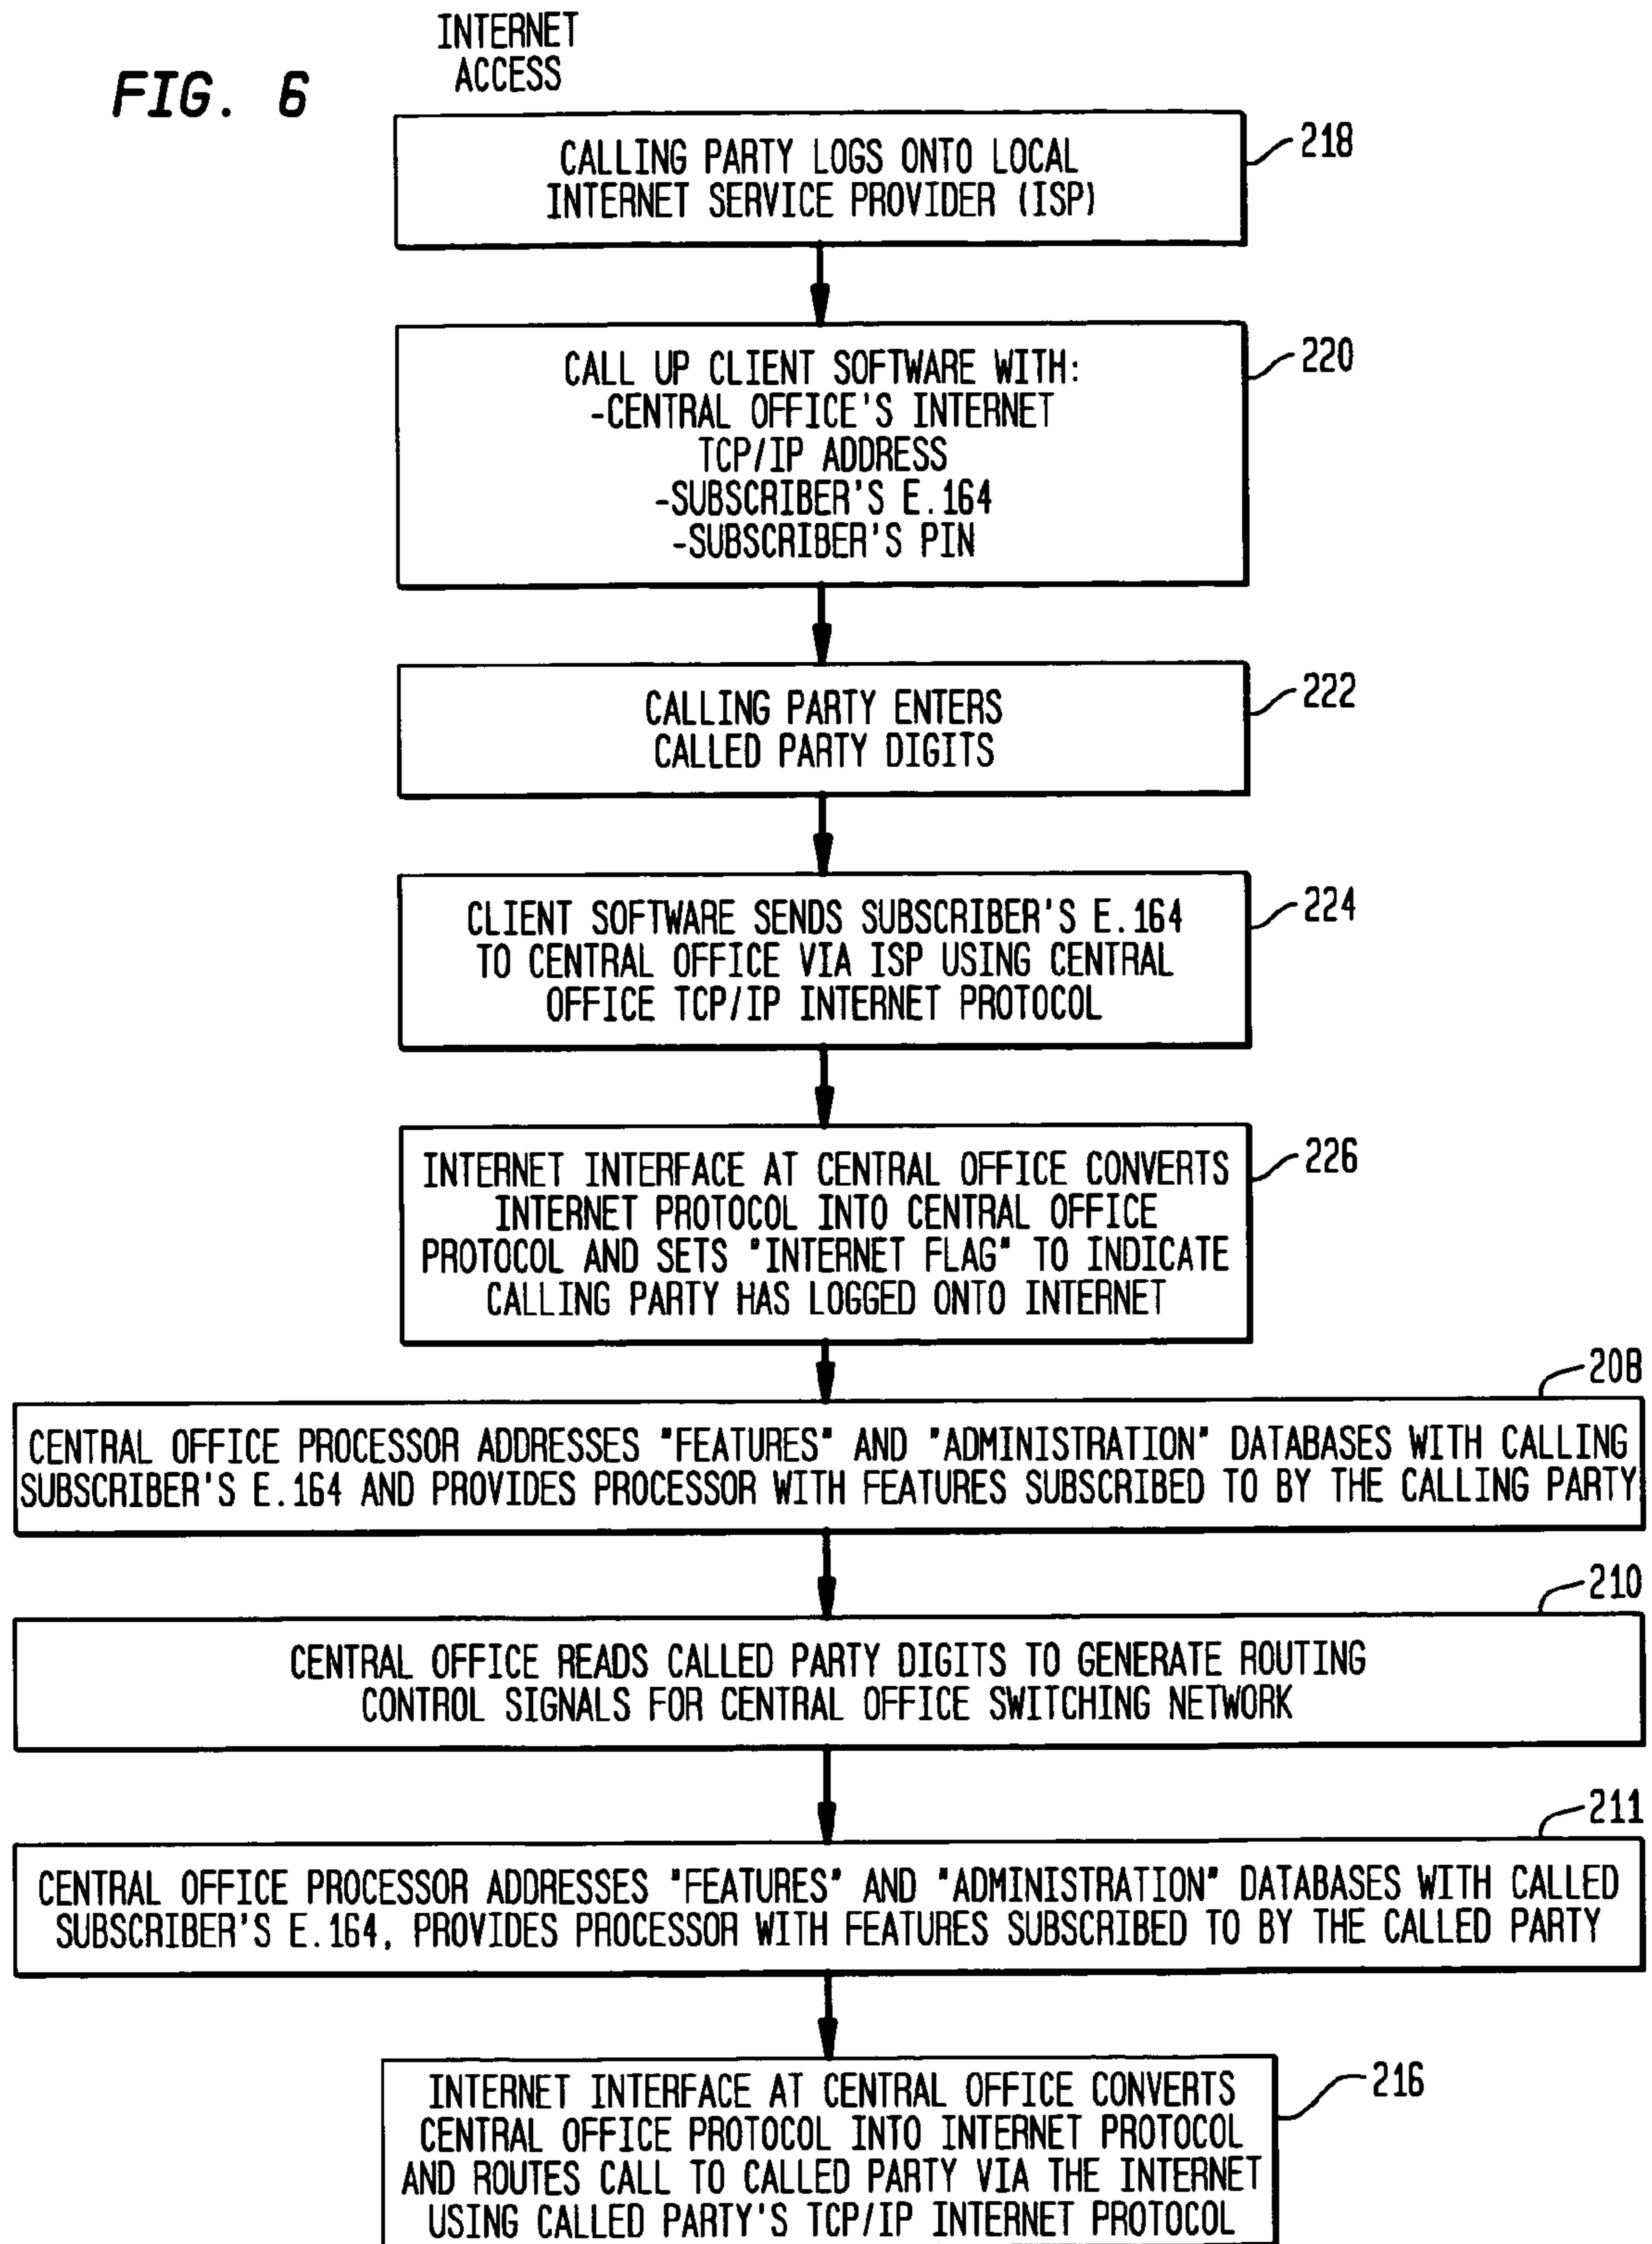 INTERNET
ACCESS
FIG. 6
CALLING PARTY LOGS ONTO LOCAL
INTERNET SERVICE PROVIDER (ISP)
218
CALL UP CLIENT SOFTWARE WITH:
-CENTRAL OFFICE'S INTERNET
TCP/IP ADDRESS
-SUBSCRIBER'S E.164
-SUBSCRIBER'S PIN
220
CALLING PARTY ENTERS
CALLED PARTY DIGITS
222
CLIENT SOFTWARE SENDS SUBSCRIBER'S E.164
TO CENTRAL OFFICE VIA ISP USING CENTRAL
OFFICE TCP/IP INTERNET PROTOCOL
224
INTERNET INTERFACE AT CENTRAL OFFICE CONVERTS
INTERNET PROTOCOL INTO CENTRAL OFFICE
PROTOCOL AND SETS "INTERNET FLAG" TO INDICATE
CALLING PARTY HAS LOGGED ONTO INTERNET
226
208
CENTRAL OFFICE PROCESSOR ADDRESSES "FEATURES" AND "ADMINISTRATION" DATABASES WITH CALLING
SUBSCRIBER'S E.164 AND PROVIDES PROCESSOR WITH FEATURES SUBSCRIBED TO BY THE CALLING PARTY
210
CENTRAL OFFICE READS CALLED PARTY DIGITS TO GENERATE ROUTING
CONTROL SIGNALS FOR CENTRAL OFFICE SWITCHING NETWORK
211
CENTRAL OFFICE PROCESSOR ADDRESSES "FEATURES" AND "ADMINISTRATION" DATABASES WITH CALLED
SUBSCRIBER'S E.164, PROVIDES PROCESSOR WITH FEATURES SUBSCRIBED TO BY THE CALLED PARTY
INTERNET INTERFACE AT CENTRAL OFFICE CONVERTS
CENTRAL OFFICE PROTOCOL INTO INTERNET PROTOCOL
AND ROUTES CALL TO CALLED PARTY VIA THE INTERNET
USING CALLED PARTY'S TCP/IP INTERNET PROTOCOL
216